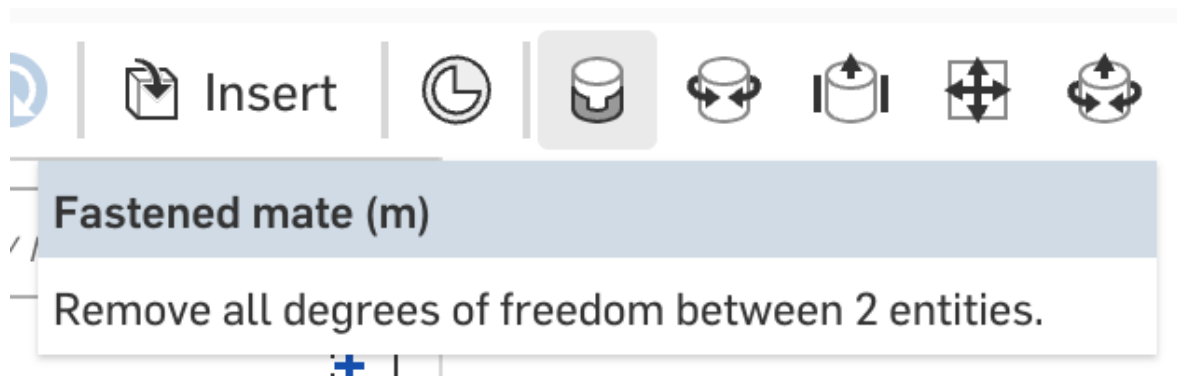 Insert
Fastened mate (m)
Remove all degrees of freedom between 2 entities.